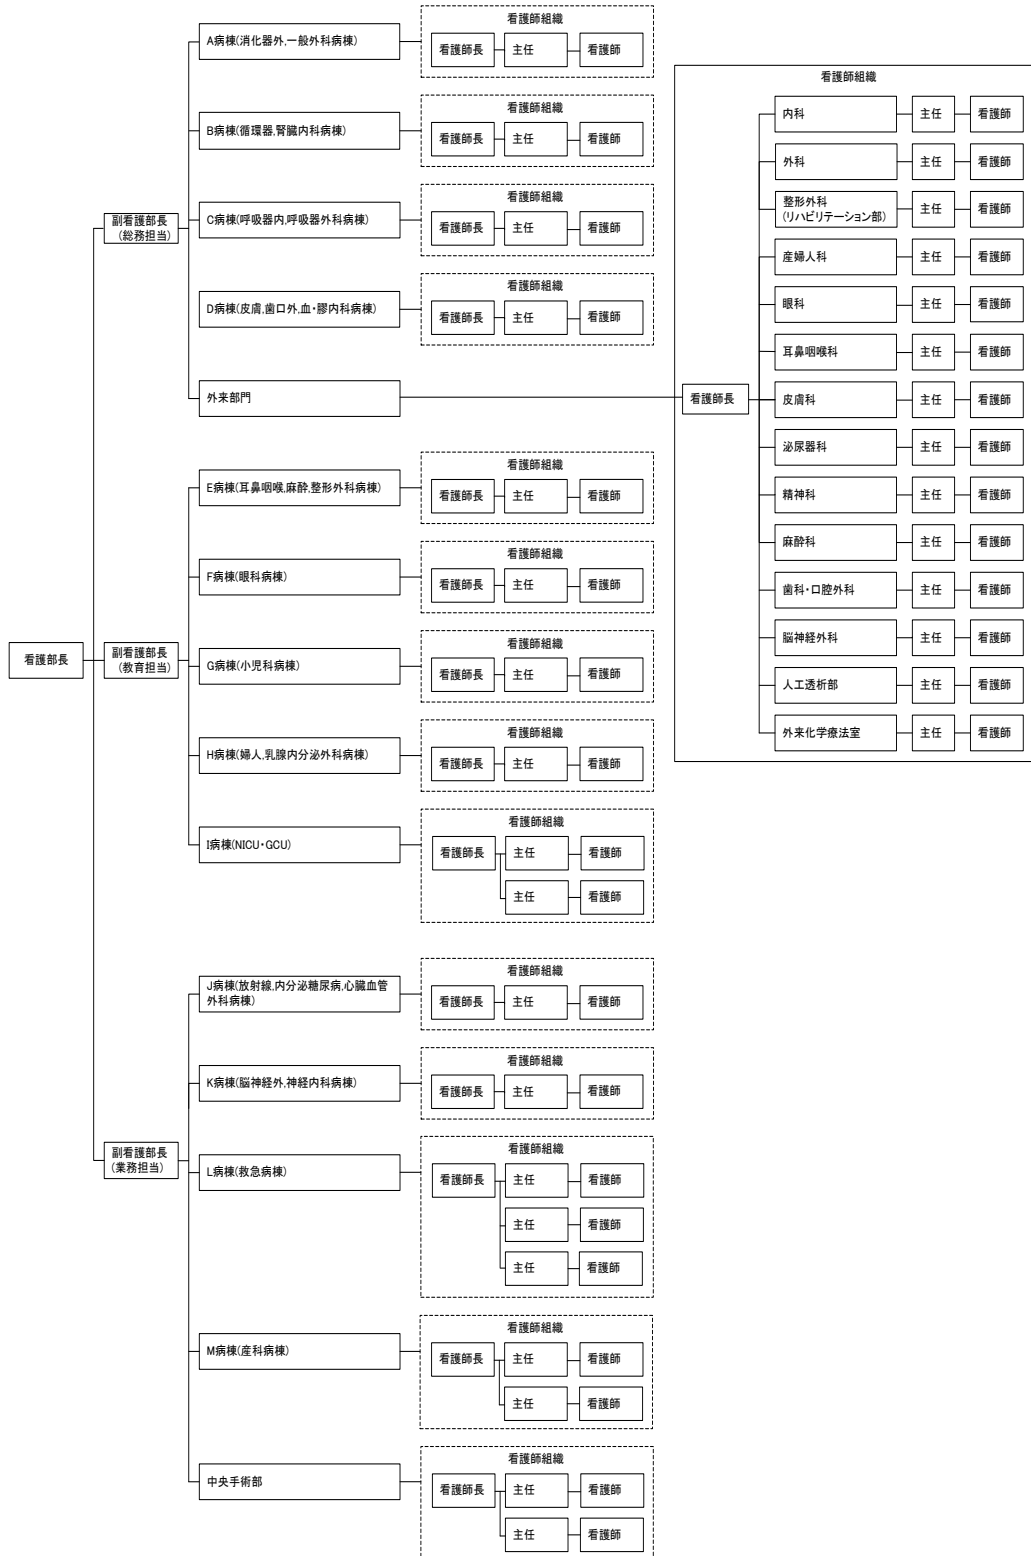 看護部長
副看護部長
(総務担当)
A病棟(消化器外,一般外科病棟)
看護師組織
看護師長
主任
看護師
B病棟(循環器,腎臓内科病棟)
看護師組織
看護師長
主任
看護師
C病棟(呼吸器内,呼吸器外科病棟)
看護師組織
看護師長
主任
看護師
D病棟(皮膚,歯口外,血・膠内科病棟)
看護師組織
看護師長
主任
看護師
外来部門
看護師組織
看護師長
内科
主任
看護師
外科
主任
看護師
整形外科
(リハビリテーション部)
主任
看護師
産婦人科
主任
看護師
眼科
主任
看護師
耳鼻咽喉科
主任
看護師
皮膚科
主任
看護師
泌尿器科
主任
看護師
精神科
主任
看護師
麻酔科
主任
看護師
歯科・口腔外科
主任
看護師
脳神経外科
主任
看護師
人工透析部
主任
看護師
外来化学療法室
主任
看護師
副看護部長
(教育担当)
E病棟(耳鼻咽喉,麻酔,整形外科病棟)
看護師組織
看護師長
主任
看護師
F病棟(眼科病棟)
看護師組織
看護師長
主任
看護師
G病棟(小児科病棟)
看護師組織
看護師長
主任
看護師
H病棟(婦人,乳腺内分泌外科病棟)
看護師組織
看護師長
主任
看護師
I病棟(NICU・GCU)
看護師組織
看護師長
主任
看護師
主任
看護師
副看護部長
(業務担当)
J病棟(放射線,内分泌糖尿病,心臓血管
外科病棟)
看護師組織
看護師長
主任
看護師
K病棟(脳神経外,神経内科病棟)
看護師組織
看護師長
主任
看護師
L病棟(救急病棟)
看護師組織
看護師長
主任
看護師
主任
看護師
主任
看護師
M病棟(産科病棟)
看護師組織
看護師長
主任
看護師
主任
看護師
中央手術部
看護師組織
看護師長
主任
看護師
主任
看護師